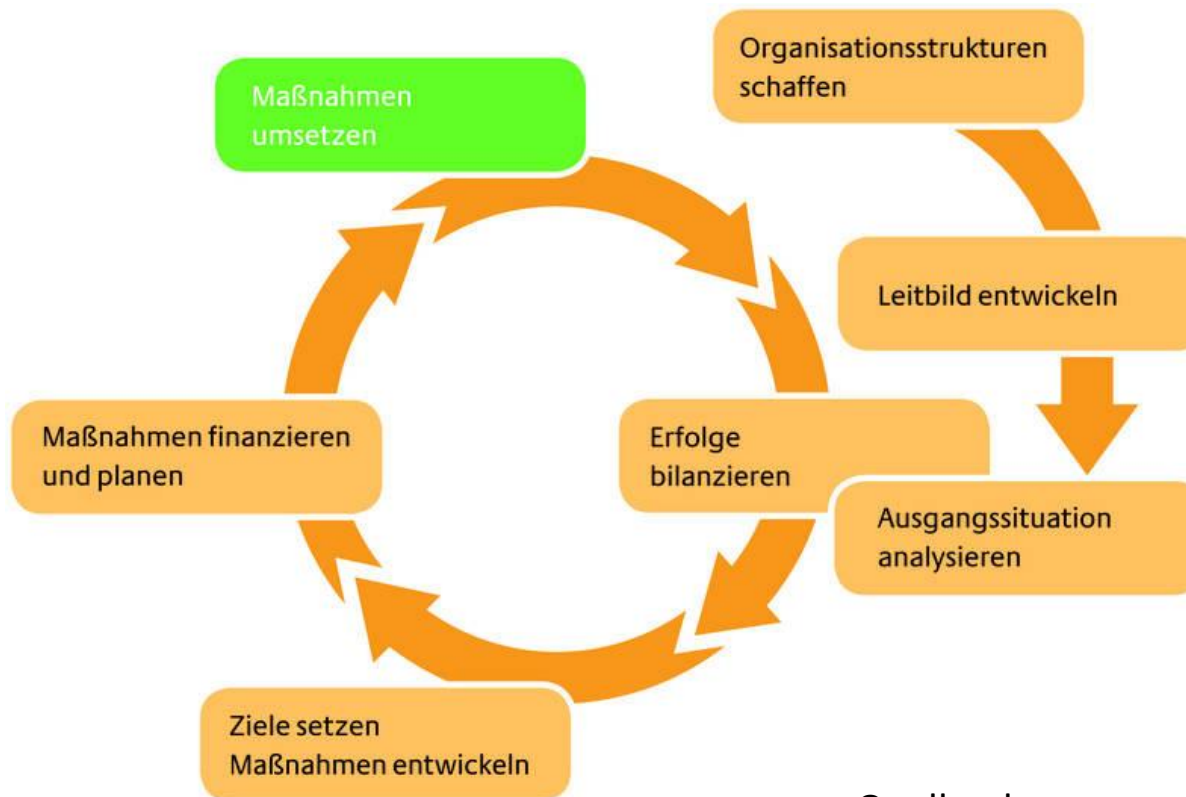 Organisationsstrukturen
schaffen
Maßnahmen
umsetzen
Leitbild entwickeln
Maßnahmen finanzieren
und planen
Erfolge
bilanzieren
Ausgangssituation
analysieren
Ziele setzen
Maßnahmen entwickeln